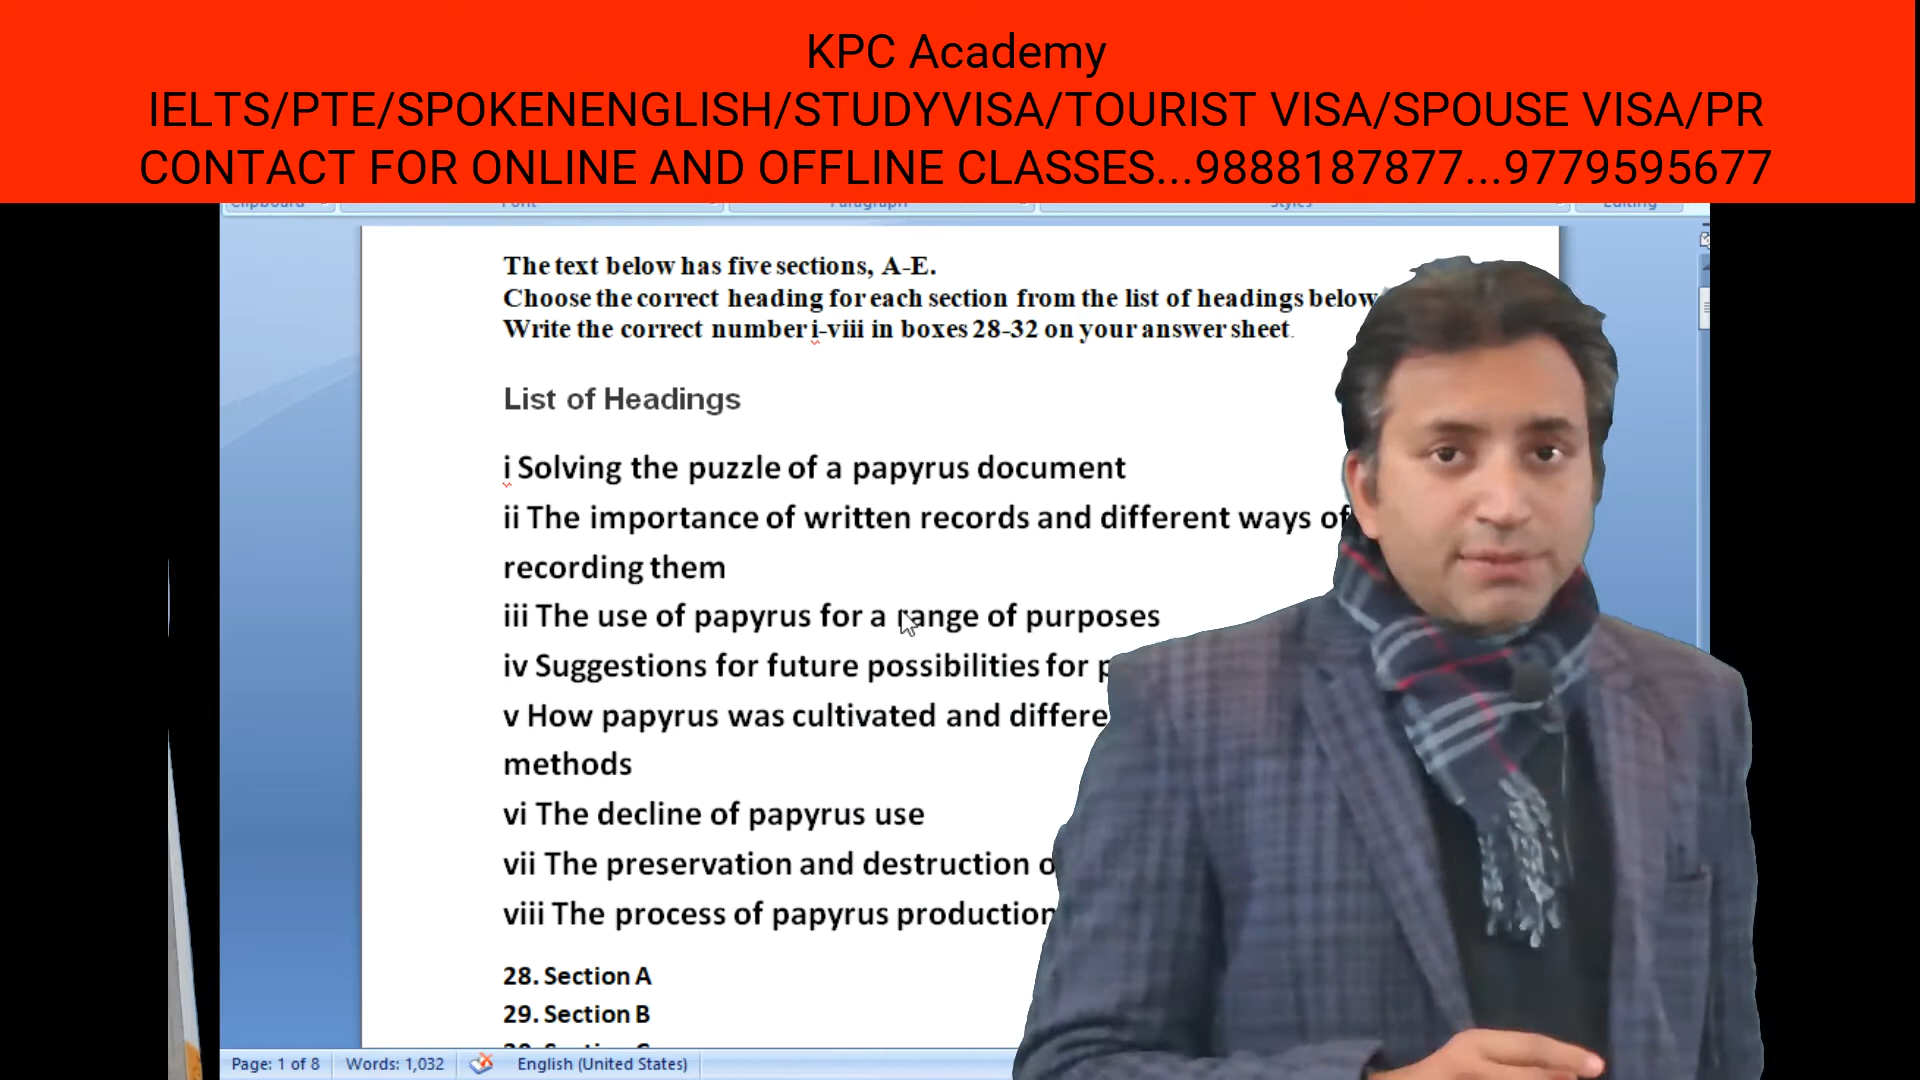 KPC Academy
IELTS/PTE/SPOKENENGLISH/STUDYVISA/TOURIST VISA/SPOUSE VISA/PR
CONTACT FOR ONLINE AND OFFLINE CLASSES...9888187877...9779595677
Clipboard Font Paragraph Styles Editing
The text below has five sections, A-E.
Choose the correct heading for each section from the list of headings below
Write the correct number i-viii in boxes 28-32 on your answer sheet.
List of Headings
i Solving the puzzle of a papyrus document
ii The importance of written records and different ways of
recording them
iii The use of papyrus for a range of purposes
iv Suggestions for future possibilities for
v How papyrus was cultivated and
methods
vi The decline of papyrus use
vii The preservation and destruction
viii The process of papyrus production
28. Section A
29. Section B
Page: 1 of 8 Words: 1,032 English (United States)